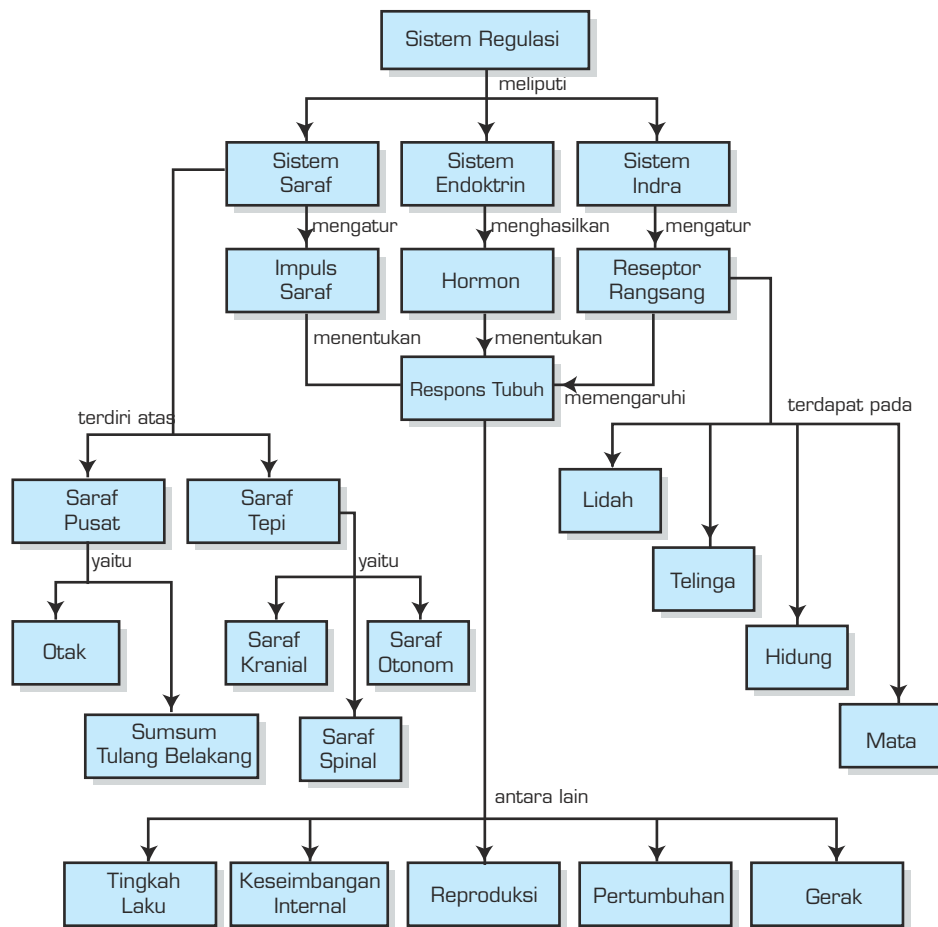 Sistem Regulasi
meliputi
Sistem
Saraf
Sistem
Endoktrin
Sistem
Indra
mengatur
menghasilkan
mengatur
Impuls
Saraf
Hormon
Reseptor
Rangsang
menentukan
menentukan
Respons Tubuh
memengaruhi
terdiri atas
terdapat pada
Saraf
Pusat
Saraf
Tepi
Lidah
yaitu
yaitu
Telinga
Otak
Saraf
Kranial
Saraf
Otonom
Hidung
Sumsum
Tulang Belakang
Saraf
Spinal
Mata
antara lain
Tingkah
Laku
Keseimbangan
Internal
Reproduksi
Pertumbuhan
Gerak